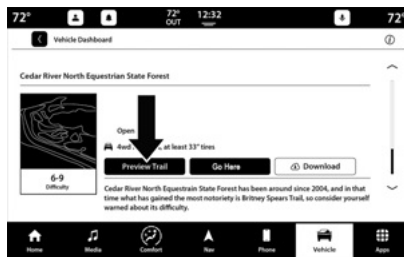 72°
72°
OUT
12:32
72°
Vehicle Dashboard
Cedar River North Equestrian State Forest
Open
4wd at least 33" tires
Preview Trail
Go Here
Download
6-9
Difficulty
Cedar River North Equestrain State Forest has been around since 2004, and in that
time what has gained the most notoriety is Britney Spears Trail, so consider yourself
warned about its difficulty.
Home
Media
Comfort
Nav
Phone
Vehicle
Apps